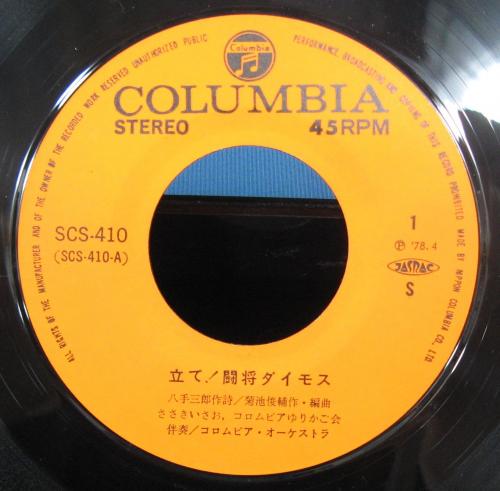 ALL RIGHTS OF THE MANUFACTURER AND OF THE OWNER OF THE RECORDED WORK RESERVED UNAUTHORIZED PUBLIC
PERFORMANCE, BROADCASTING AND COPYING OF THIS RECORD PROHIBITED MADE BY NIPPON COLUMBIA CO., LTD.
Columbia
COLUMBIA
STEREO 45RPM
SCS-410 1
(SCS-410-A) Ⓟ '78.4
JASRAC
S
立て!闘将ダイモス
八手三郎作詩/菊池俊輔作・編曲
ささきいさお,コロムビアゆりかご会
伴奏/コロムビア・オーケストラ